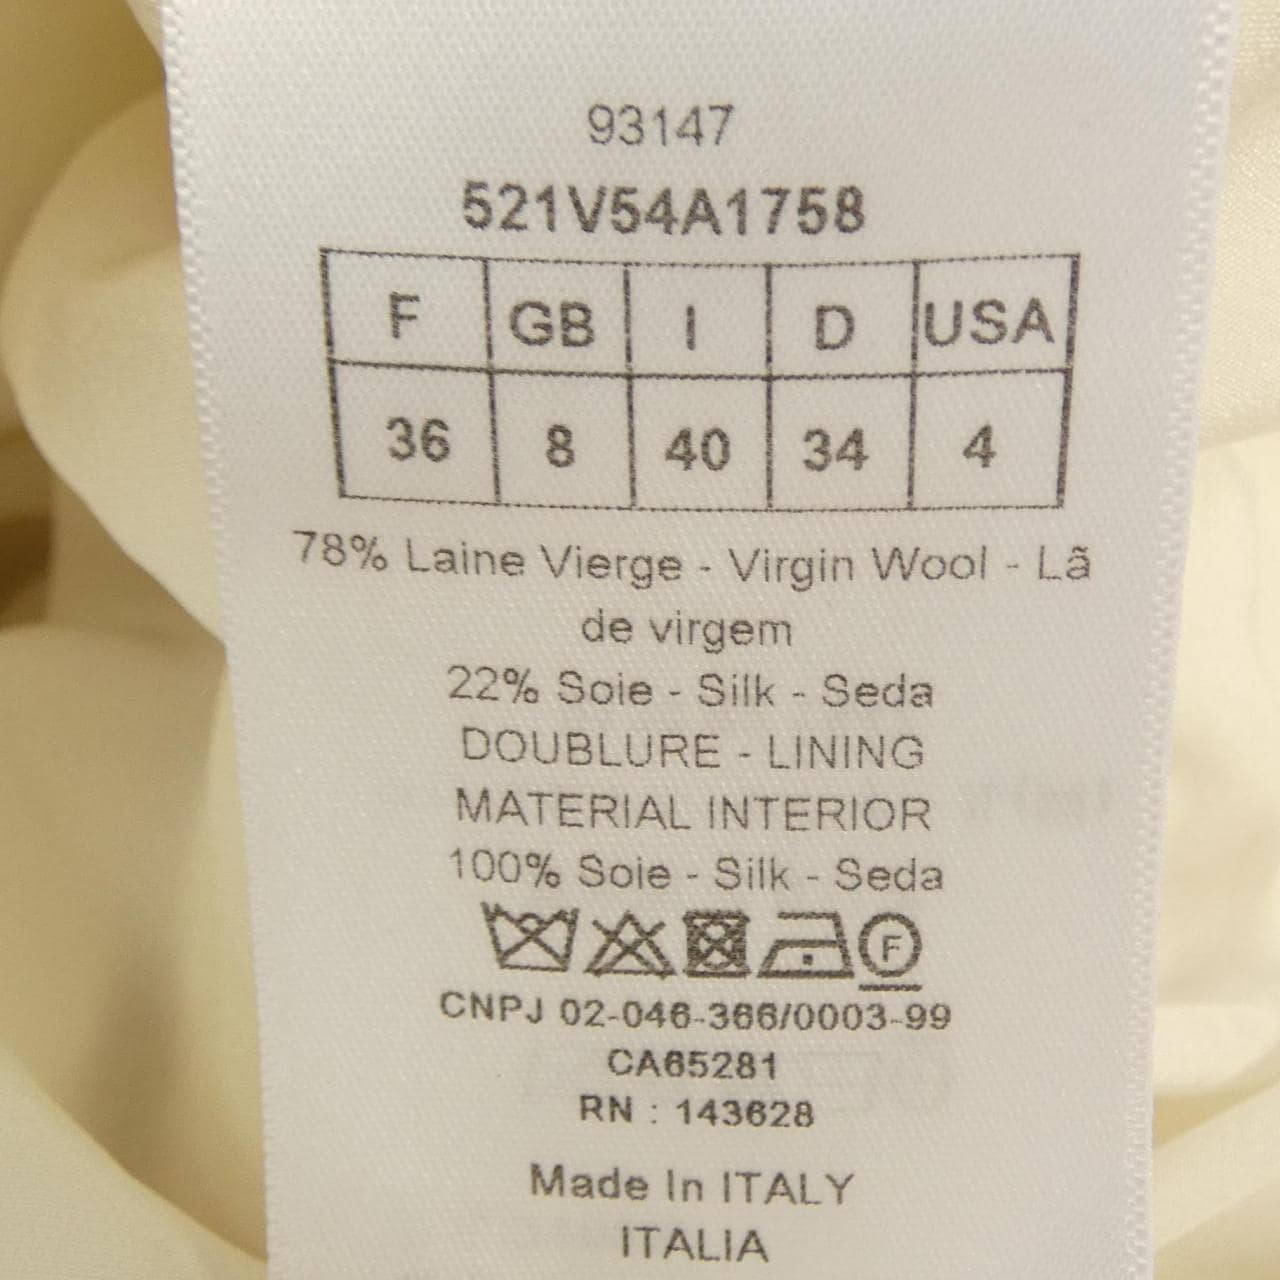 93147
521V54A1758
F GB I D USA
36 8 40 34 4
78% Laine Vierge - Virgin Wool - Lã
de virgem
22% Soie - Silk - Seda
DOUBLURE - LINING
MATERIAL INTERIOR
100% Soie - Silk - Seda
F
CNPJ 02-046-366/0003-99
CA65281
RN : 143628
Made In ITALY
ITALIA